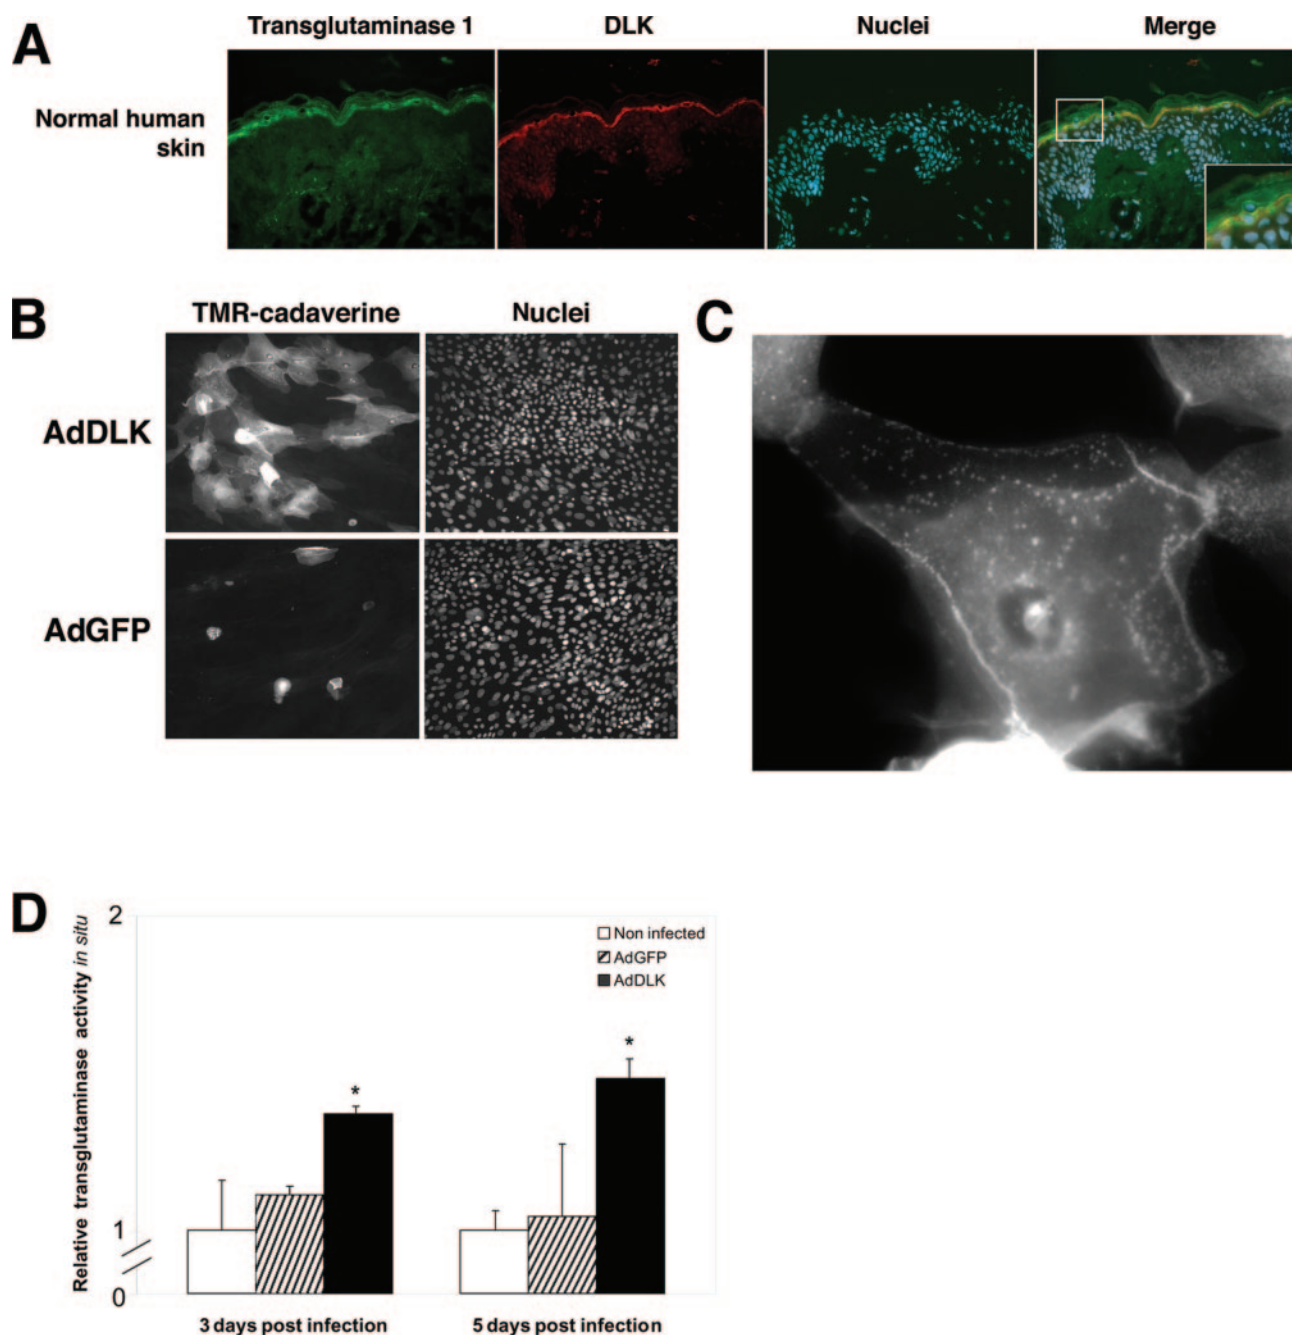 A
Transglutaminase 1
DLK
Nuclei
Merge
Normal human
skin
B
TMR-cadaverine
Nuclei
AdDLK
AdGFP
C
D
Relative transglutaminase activity in situ
2
1
0
Non infected
AdGFP
AdDLK
*
*
3 days post infection
5 days post infection